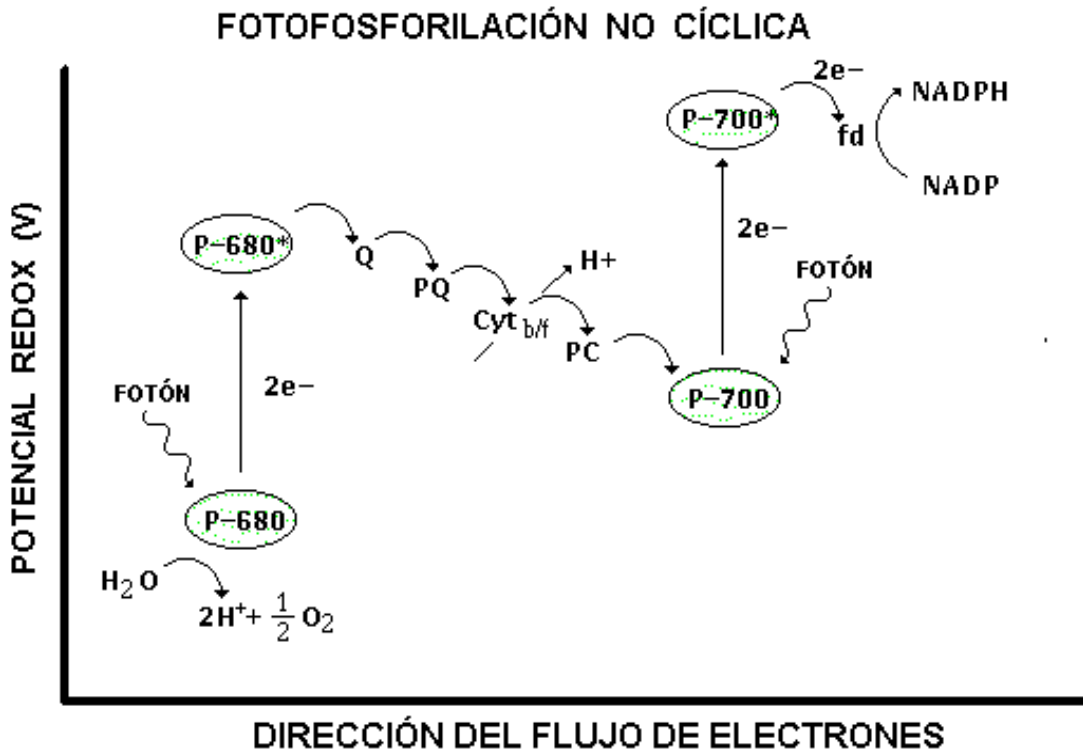 FOTOFOSFORILACIÓN NO CÍCLICA
POTENCIAL REDOX (V)
2e−
P−700*
fd
NADPH
NADP
P−680*
Q
PQ
Cyt b/f
H+
PC
2e−
FOTÓN
P−700
2e−
FOTÓN
P−680
H₂O
2H⁺+ 1/2 O₂
DIRECCIÓN DEL FLUJO DE ELECTRONES